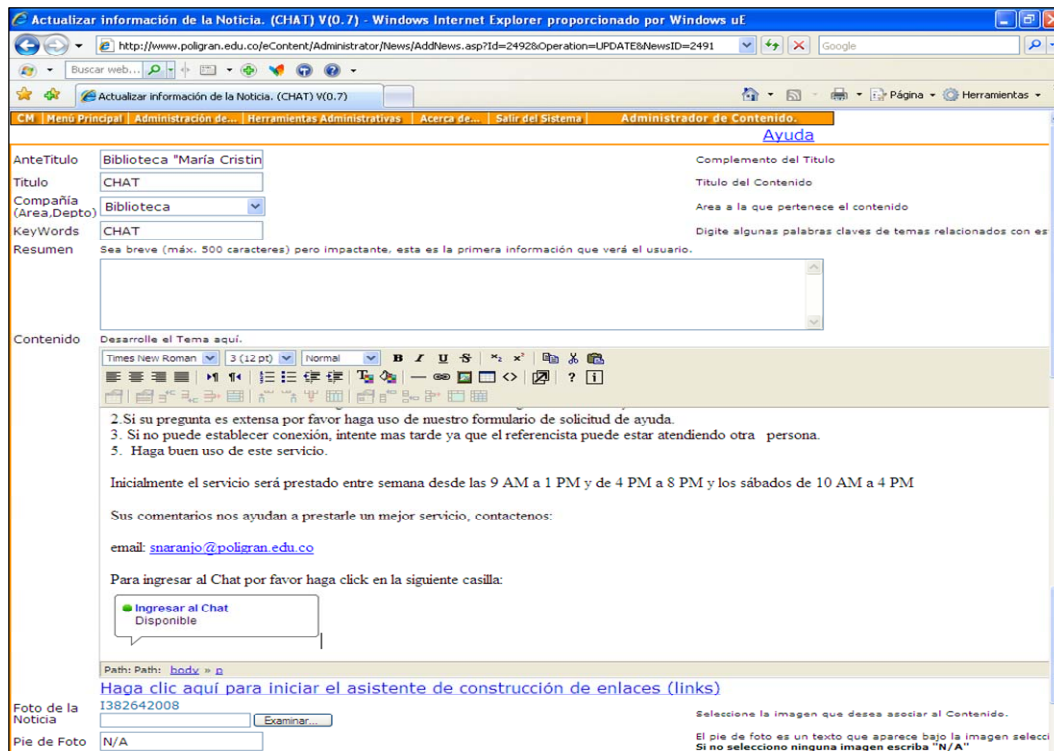 Actualizar información de la Noticia. (CHAT) V(0.7) - Windows Internet Explorer proporcionado por Windows uE
http://www.poligran.edu.co/eContent/Administrator/News/AddNews.asp?Id=2492&Operation=UPDATE&NewsID=2491
Google
Buscar web...
Actualizar información de la Noticia. (CHAT) V(0.7)
Página
Herramientas
CM | Menú Principal | Administración de... | Herramientas Administrativas | Acerca de... | Salir del Sistema | Administrador de Contenido.
Ayuda
AnteTitulo Biblioteca "María Cristin Complemento del Titulo
Titulo CHAT Titulo del Contenido
Compañía (Area,Depto) Biblioteca Area a la que pertenece el contenido
KeyWords CHAT Digite algunas palabras claves de temas relacionados con es
Resumen Sea breve (máx. 500 caracteres) pero impactante, esta es la primera información que verá el usuario.
Contenido Desarrolle el Tema aquí.
Times New Roman 3 (12 pt) Normal B I U S x₂ x²
2.Si su pregunta es extensa por favor haga uso de nuestro formulario de solicitud de ayuda.
3. Si no puede establecer conexión, intente mas tarde ya que el referencista puede estar atendiendo otra persona.
5. Haga buen uso de este servicio.
Inicialmente el servicio será prestado entre semana desde las 9 AM a 1 PM y de 4 PM a 8 PM y los sábados de 10 AM a 4 PM
Sus comentarios nos ayudan a prestarle un mejor servicio, contactenos:
email: snaranjo@poligran.edu.co
Para ingresar al Chat por favor haga click en la siguiente casilla:
Ingresar al Chat
Disponible
Path: Path: body » p
Haga clic aquí para iniciar el asistente de construcción de enlaces (links)
Foto de la Noticia I382642008
Examinar... Seleccione la imagen que desea asociar al Contenido.
Pie de Foto N/A El pie de foto es un texto que aparece bajo la imagen selecci
Si no selecciono ninguna imagen escriba "N/A"